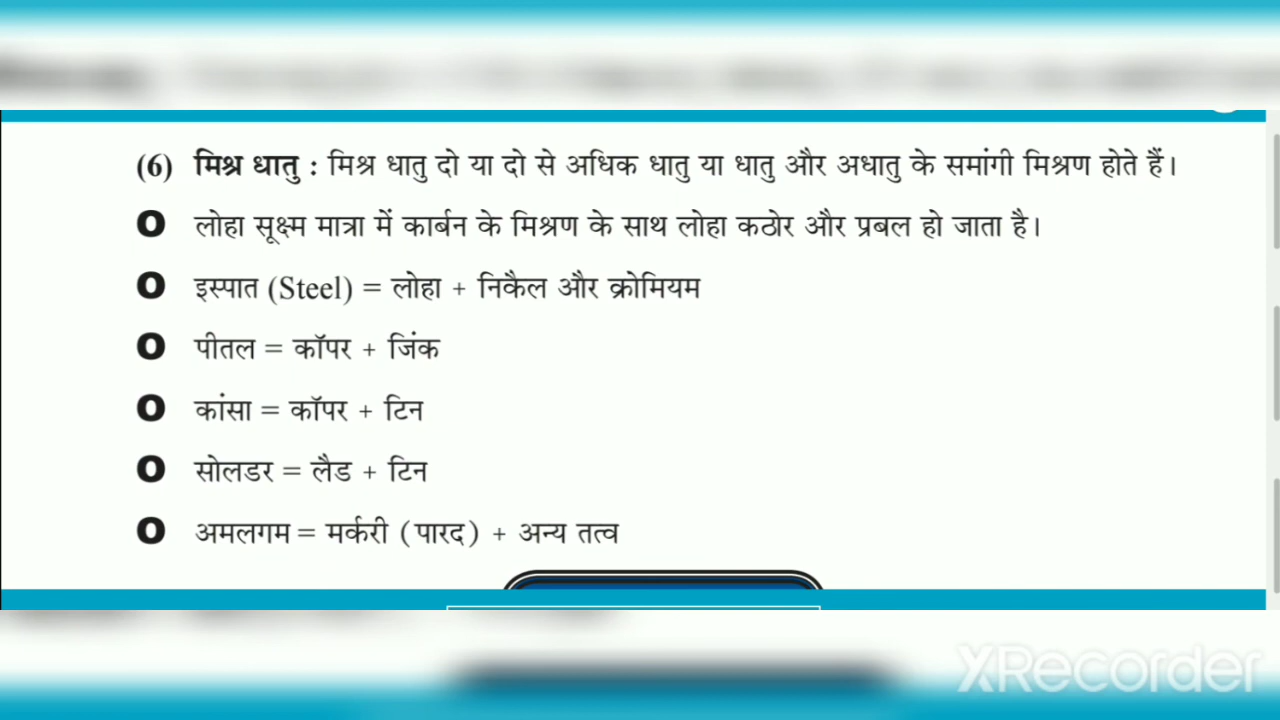 (6) मिश्र धातु : मिश्र धातु दो या दो से अधिक धातु या धातु और अधातु के समांगी मिश्रण होते हैं।
O लोहा सूक्ष्म मात्रा में कार्बन के मिश्रण के साथ लोहा कठोर और प्रबल हो जाता है।
O इस्पात (Steel) = लोहा + निकैल और क्रोमियम
O पीतल = कॉपर + जिंक
O कांसा = कॉपर + टिन
O सोलडर = लैड + टिन
O अमलगम = मर्करी (पारद) + अन्य तत्व
XRecorder